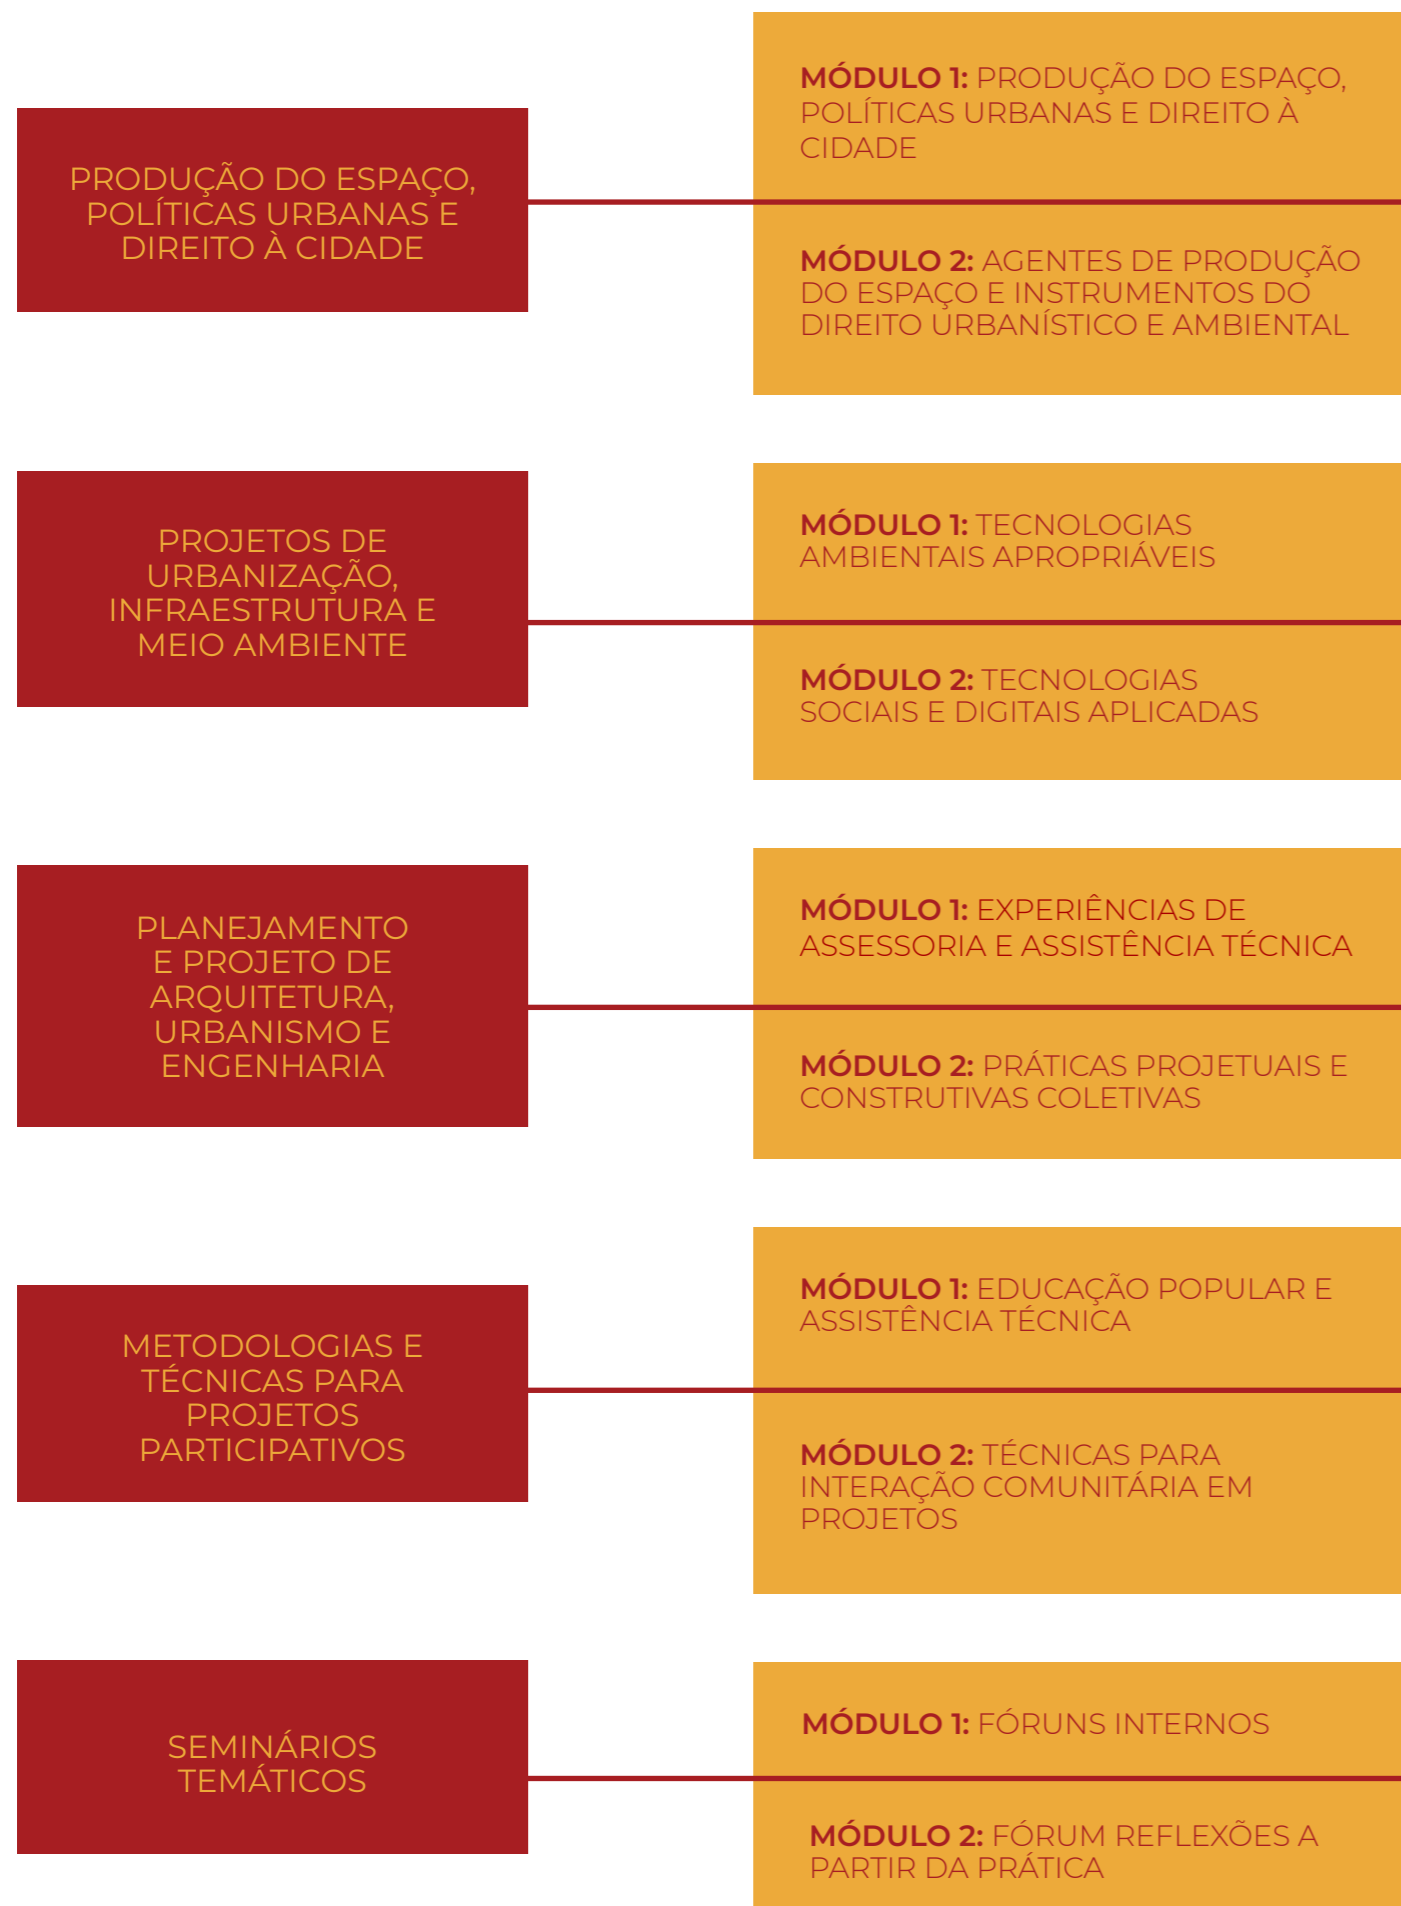 PRODUÇÃO DO ESPAÇO,
POLÍTICAS URBANAS E
DIREITO À CIDADE
MÓDULO 1: PRODUÇÃO DO ESPAÇO,
POLÍTICAS URBANAS E DIREITO À
CIDADE
MÓDULO 2: AGENTES DE PRODUÇÃO
DO ESPAÇO E INSTRUMENTOS DO
DIREITO URBANÍSTICO E AMBIENTAL
PROJETOS DE
URBANIZAÇÃO,
INFRAESTRUTURA E
MEIO AMBIENTE
MÓDULO 1: TECNOLOGIAS
AMBIENTAIS APROPRIÁVEIS
MÓDULO 2: TECNOLOGIAS
SOCIAIS E DIGITAIS APLICADAS
PLANEJAMENTO
E PROJETO DE
ARQUITETURA,
URBANISMO E
ENGENHARIA
MÓDULO 1: EXPERIÊNCIAS DE
ASSESSORIA E ASSISTÊNCIA TÉCNICA
MÓDULO 2: PRÁTICAS PROJETUAIS E
CONSTRUTIVAS COLETIVAS
METODOLOGIAS E
TÉCNICAS PARA
PROJETOS
PARTICIPATIVOS
MÓDULO 1: EDUCAÇÃO POPULAR E
ASSISTÊNCIA TÉCNICA
MÓDULO 2: TÉCNICAS PARA
INTERAÇÃO COMUNITÁRIA EM
PROJETOS
SEMINÁRIOS
TEMÁTICOS
MÓDULO 1: FÓRUNS INTERNOS
MÓDULO 2: FÓRUM REFLEXÕES A
PARTIR DA PRÁTICA